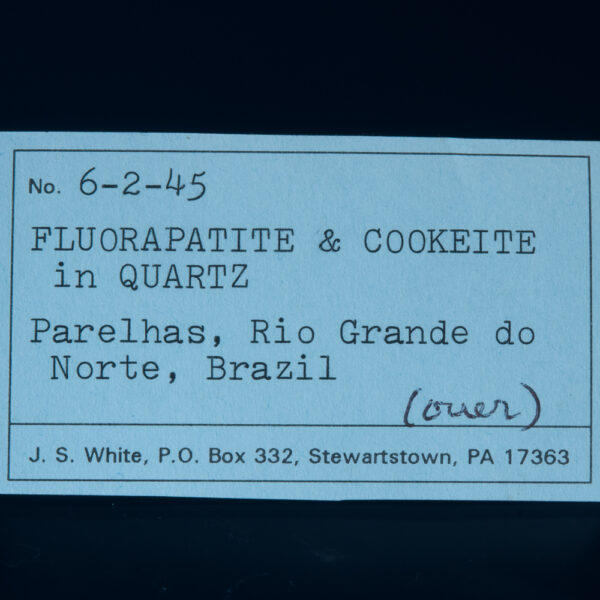 No. 6-2-45
FLUORAPATITE & COOKEITE
in QUARTZ
Parelhas, Rio Grande do
Norte, Brazil
(over)
J. S. White, P.O. Box 332, Stewartstown, PA 17363